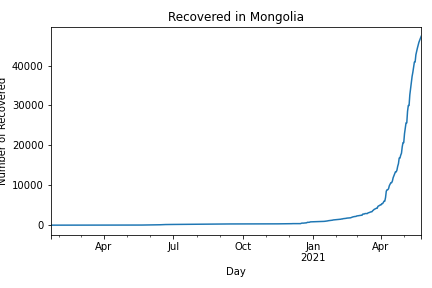 Recovered in Mongolia
Number of Recovered
40000
30000
20000
10000
0
Apr
Jul
Oct
Jan
2021
Apr
Day